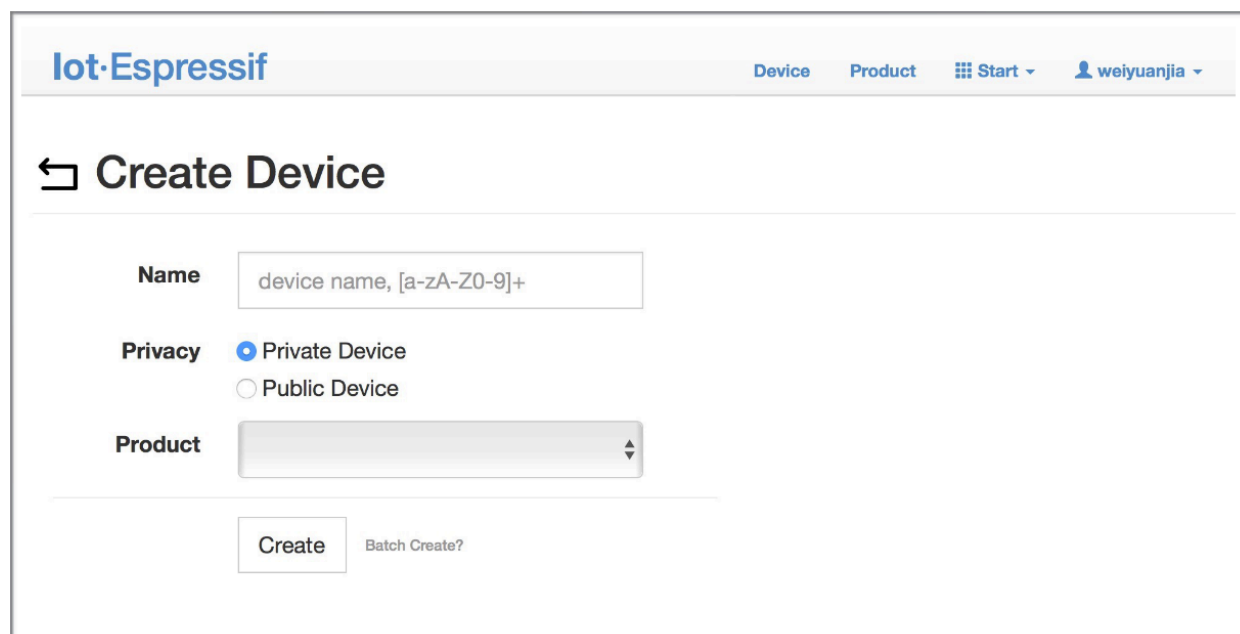 Iot·Espressif
Device Product Start weiyuanjia
Create Device
Name device name, [a-zA-Z0-9]+
Privacy Private Device
Public Device
Product
Create Batch Create?